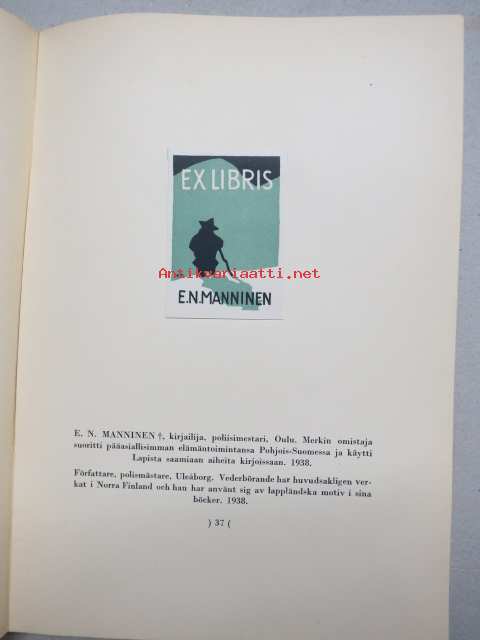 EX LIBRIS
Antikvariaatti.net
E.N.MANNINEN
E. N. MANNINEN †, kirjailija, poliisimestari, Oulu. Merkin omistaja
suoritti pääasiallisimman elämäntoimintansa Pohjois-Suomessa ja käytti
Lapista saamiaan aiheita kirjoissaan. 1938.
Författare, polismästare, Uleåborg. Vederbörande har huvudsakligen ver-
kat i Norra Finland och han har använt sig av lappländska motiv i sina
böcker. 1938.
) 37 (